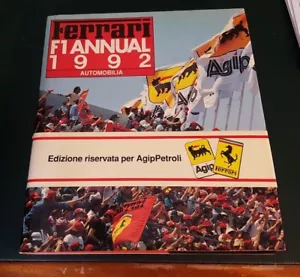 Ferrari
F1 ANNUAL
1992
AUTOMOBILIA
Agip
Edizione riservata per AgipPetroli
Agip
Ferrari